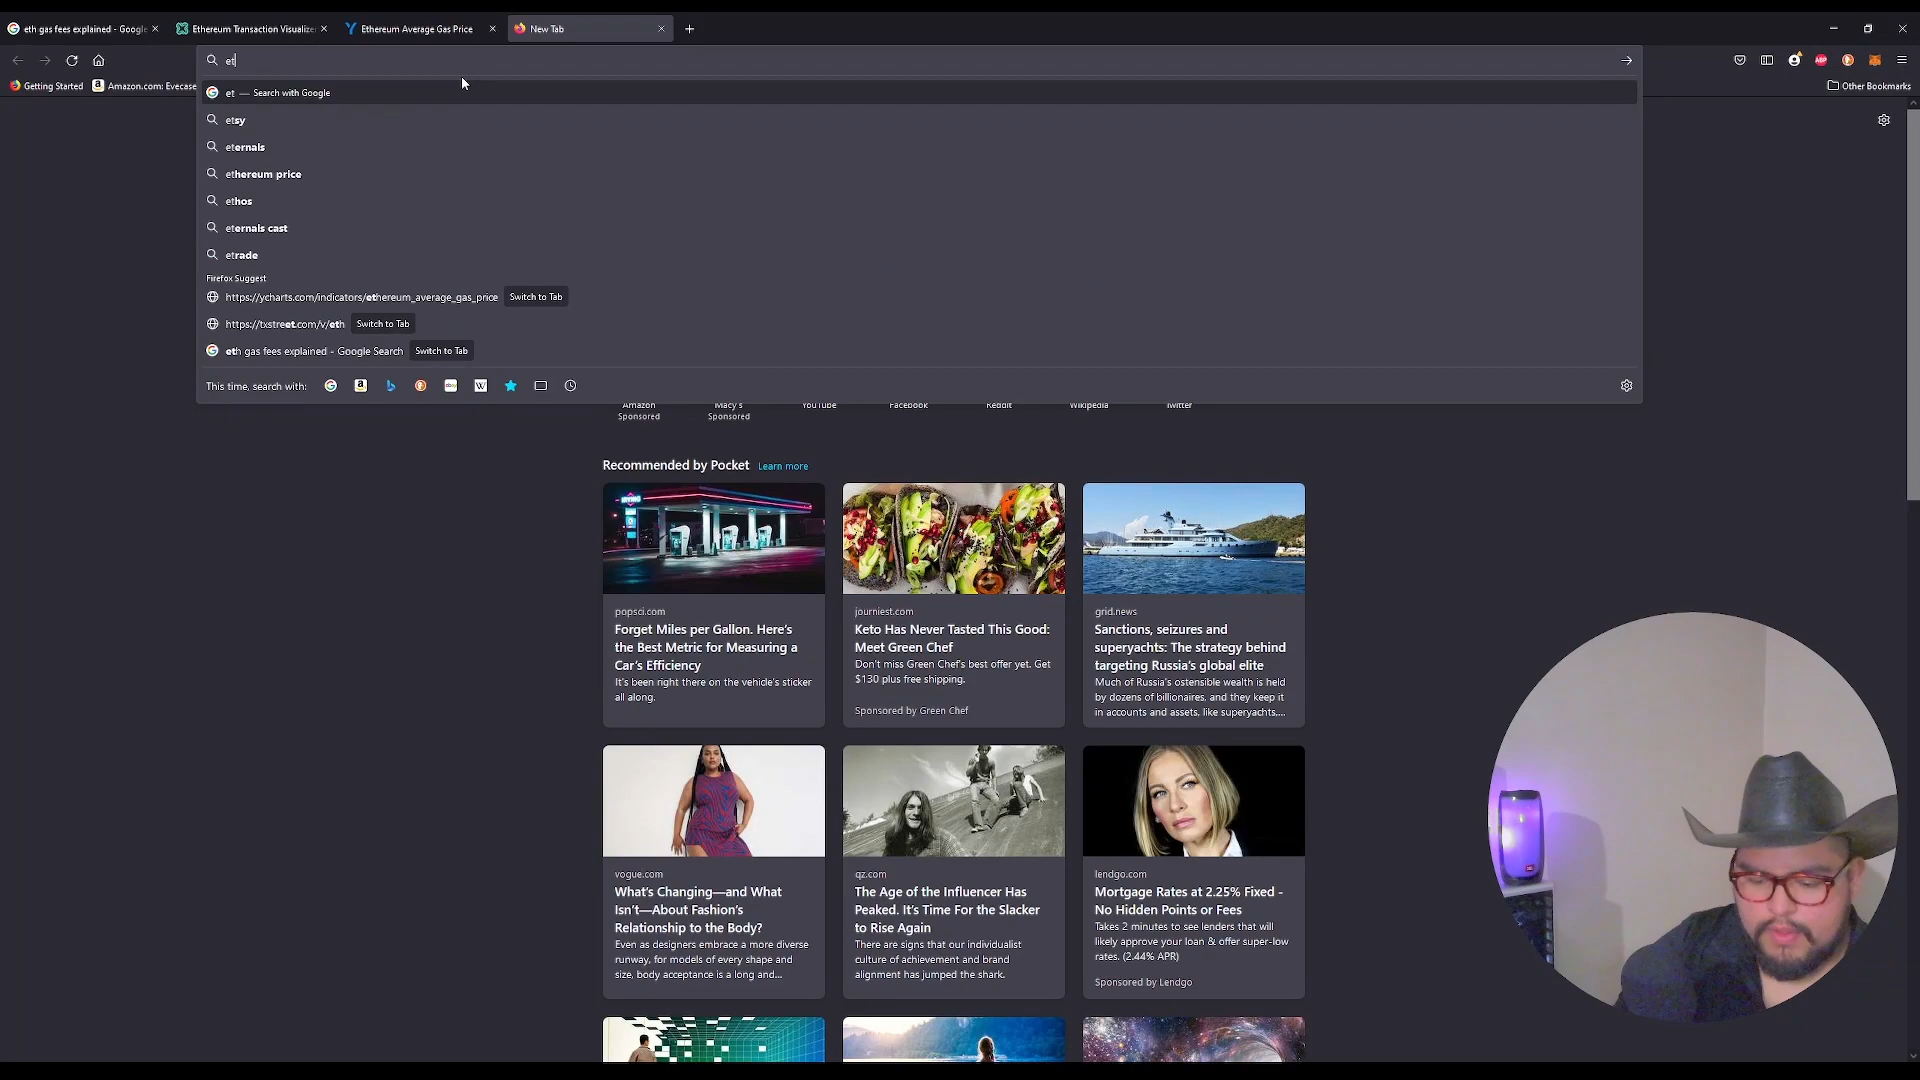 eth gas fees explained - Google
Ethereum Transaction Visualize
Ethereum Average Gas Price
New Tab
et
Getting Started
Amazon.com: Evecase
Other Bookmarks
et — Search with Google
etsy
eternals
ethereum price
ethos
eternals cast
etrade
Firefox Suggest
https://ycharts.com/indicators/ethereum_average_gas_price Switch to Tab
https://txstreet.com/v/eth Switch to Tab
eth gas fees explained - Google Search Switch to Tab
This time, search with:
Amazon
Sponsored
Macy's
Sponsored
YouTube
Facebook
Reddit
Wikipedia
Twitter
Recommended by Pocket Learn more
IRVING
popsci.com
Forget Miles per Gallon. Here's
the Best Metric for Measuring a
Car's Efficiency
It's been right there on the vehicle's sticker
all along.
journiest.com
Keto Has Never Tasted This Good:
Meet Green Chef
Don't miss Green Chef's best offer yet. Get
$130 plus free shipping.
Sponsored by Green Chef
grid.news
Sanctions, seizures and
superyachts: The strategy behind
targeting Russia's global elite
Much of Russia's ostensible wealth is held
by dozens of billionaires, and they keep it
in accounts and assets, like superyachts,...
vogue.com
What's Changing—and What
Isn't—About Fashion's
Relationship to the Body?
Even as designers embrace a more diverse
runway, for models of every shape and
size, body acceptance is a long and...
qz.com
The Age of the Influencer Has
Peaked. It's Time For the Slacker
to Rise Again
There are signs that our individualist
culture of achievement and brand
alignment has jumped the shark.
lendgo.com
Mortgage Rates at 2.25% Fixed -
No Hidden Points or Fees
Takes 2 minutes to see lenders that will
likely approve your loan & offer super-low
rates. (2.44% APR)
Sponsored by Lendgo